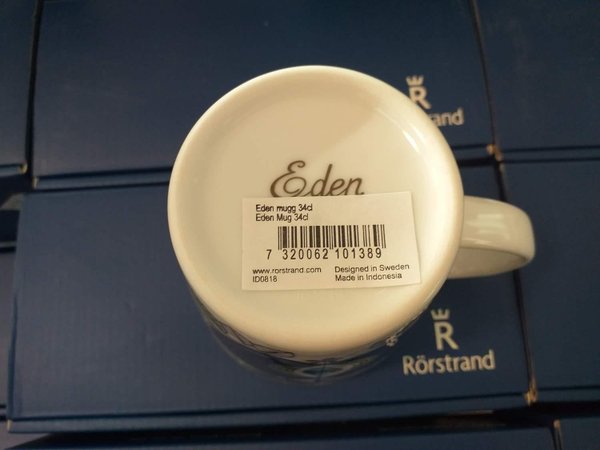 R
Rörstrand
Eden
Eden mugg 34cl
Eden Mug 34cl
7 320062 101389
www.rorstrand.com Designed in Sweden
ID0818 Made in Indonesia
R
Rörstrand